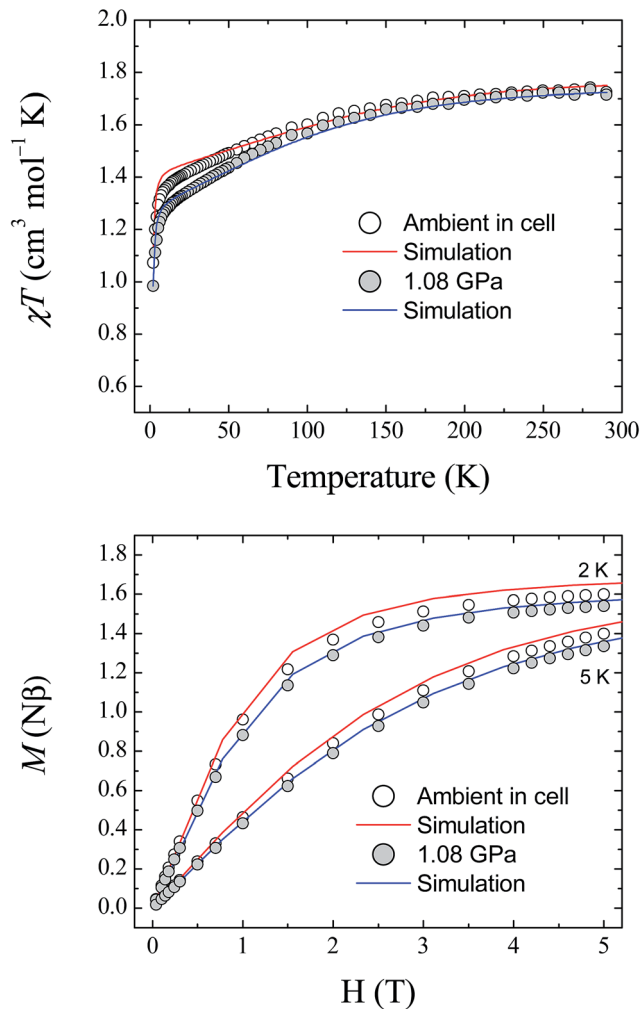 χT (cm³ mol⁻¹ K)
2.0
1.8
1.6
1.4
1.2
1.0
0.8
0.6
Ambient in cell
Simulation
1.08 GPa
Simulation
0 50 100 150 200 250 300
Temperature (K)
M (Nβ)
1.8
1.6
1.4
1.2
1.0
0.8
0.6
0.4
0.2
0.0
2 K
5 K
Ambient in cell
Simulation
1.08 GPa
Simulation
0 1 2 3 4 5
H (T)